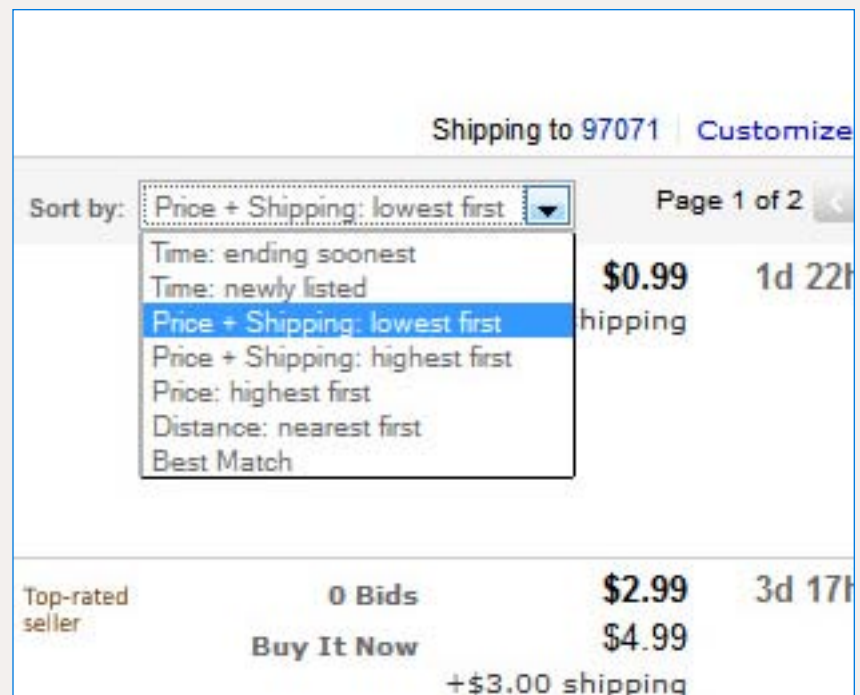 Shipping to 97071 Customize
Sort by: Price + Shipping: lowest first Page 1 of 2
Time: ending soonest
Time: newly listed $0.99 1d 22h
Price + Shipping: lowest first hipping
Price + Shipping: highest first
Price: highest first
Distance: nearest first
Best Match
Top-rated 0 Bids $2.99 3d 17h
seller
Buy It Now $4.99
+$3.00 shipping